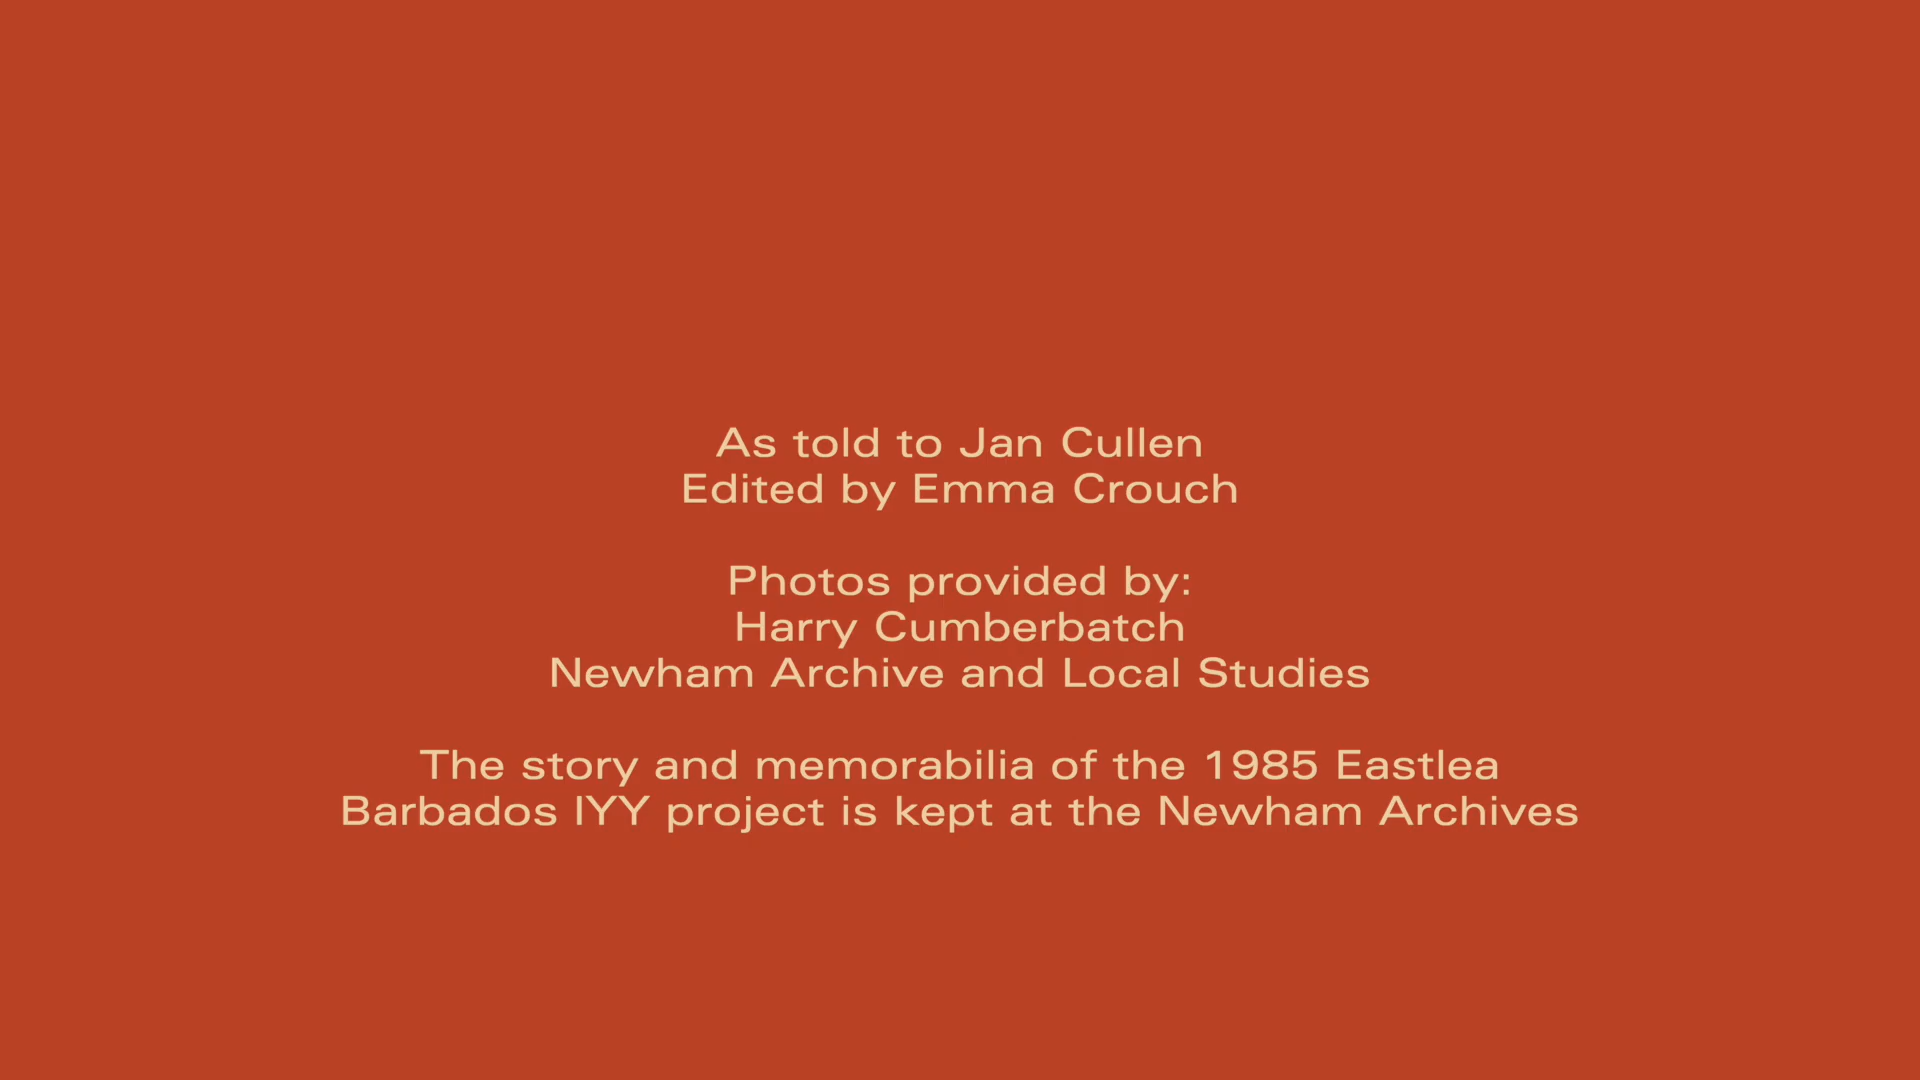 As told to Jan Cullen
Edited by Emma Crouch
Photos provided by:
Harry Cumberbatch
Newham Archive and Local Studies
The story and memorabilia of the 1985 Eastlea
Barbados IYY project is kept at the Newham Archives